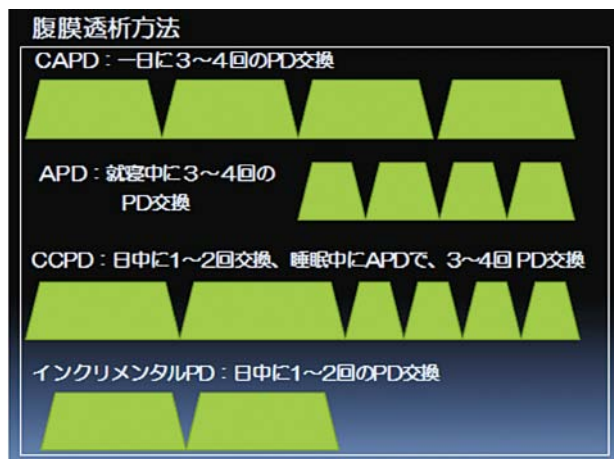 腹膜透析方法
CAPD：一日に３～４回のPD交換
APD：就寝中に３～４回の
PD交換
CCPD：日中に1～2回交換、睡眠中にAPDで、3～4回 PD交換
インクリメンタルPD：日中に1～2回のPD交換